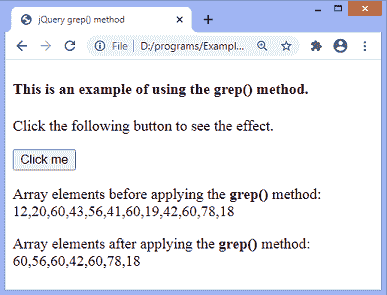 jQuery grep() method
File | D:/programs/Exampl...
This is an example of using the grep() method.
Click the following button to see the effect.
Click me
Array elements before applying the grep() method:
12,20,60,43,56,41,60,19,42,60,78,18
Array elements after applying the grep() method:
60,56,60,42,60,78,18